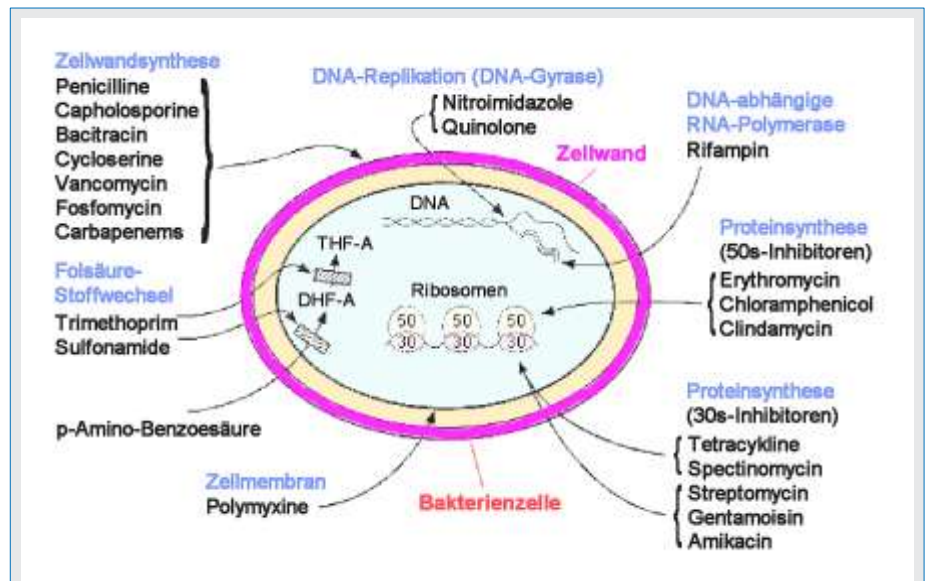 Zellwandsynthese
Penicilline
Capholosporine
Bacitracin
Cycloserine
Vancomycin
Fosfomycin
Carbapenems
Folsäure-
Stoffwechsel
Trimethoprim
Sulfonamide
p-Amino-Benzoesäure
DNA-Replikation (DNA-Gyrase)
Nitroimidazole
Quinolone
Zellwand
DNA
THF-A
DHF-A
Ribosomen
50 50 50
30 30 30
Zellmembran
Polymyxine
Bakterienzelle
DNA-abhängige
RNA-Polymerase
Rifampin
Proteinsynthese
(50s-Inhibitoren)
Erythromycin
Chloramphenicol
Clindamycin
Proteinsynthese
(30s-Inhibitoren)
Tetracykline
Spectinomycin
Streptomycin
Gentamoisin
Amikacin